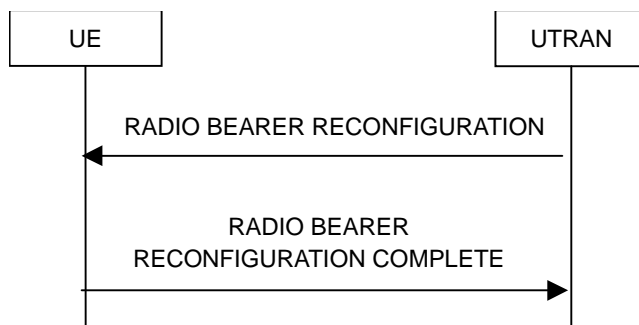 UE
UTRAN
RADIO BEARER RECONFIGURATION
RADIO BEARER
RECONFIGURATION COMPLETE